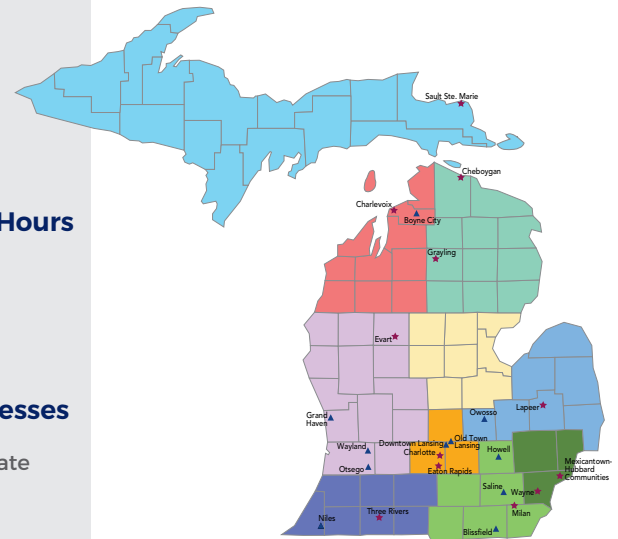 Sault Ste. Marie
Cheboygan
Charlevoix
Boyne City
Hours
Grayling
Evart
esses
Lapeer
Owosso
Grand
Haven
ate
Downtown Lansing
Old Town
Lansing
Wayland
Charlotte
Howell
Mexicantown-
Hubbard
Communities
Otsego
Eaton Rapids
Saline
Wayne
Niles
Three Rivers
Milan
Blissfield